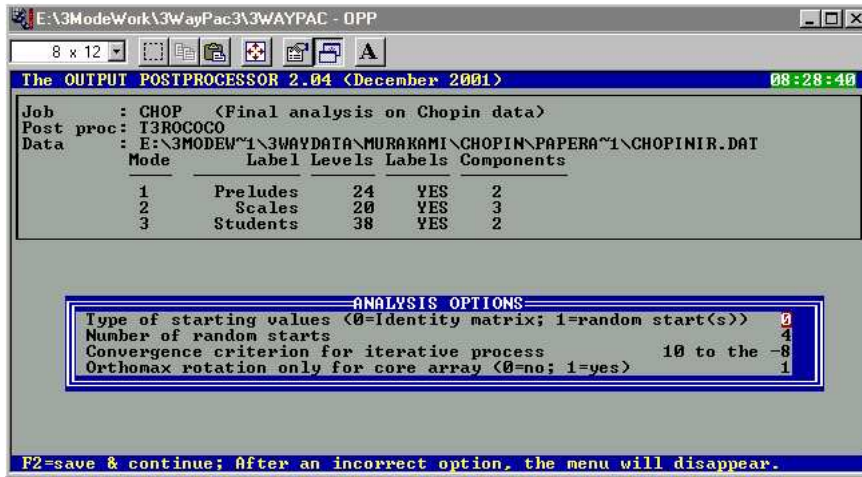 E:\3ModeWork\3WayPac3\3WAYPAC - OPP
8 x 12 A
The OUTPUT POSTPROCESSOR 2.04 (December 2001) 08:28:40
Job : CHOP (Final analysis on Chopin data)
Post proc: T3ROCOCO
Data : E:\3MODEW~1\3WAYDATA\MURAKAMI\CHOPIN\PAPERA~1\CHOPINIR.DAT
Mode Label Levels Labels Components
1 Preludes 24 YES 2
2 Scales 20 YES 3
3 Students 38 YES 2
ANALYSIS OPTIONS
Type of starting values (0=Identity matrix; 1=random start(s)) 0
Number of random starts 4
Convergence criterion for iterative process 10 to the -8
Orthomax rotation only for core array (0=no; 1=yes) 1
F2=save & continue; After an incorrect option, the menu will disappear.